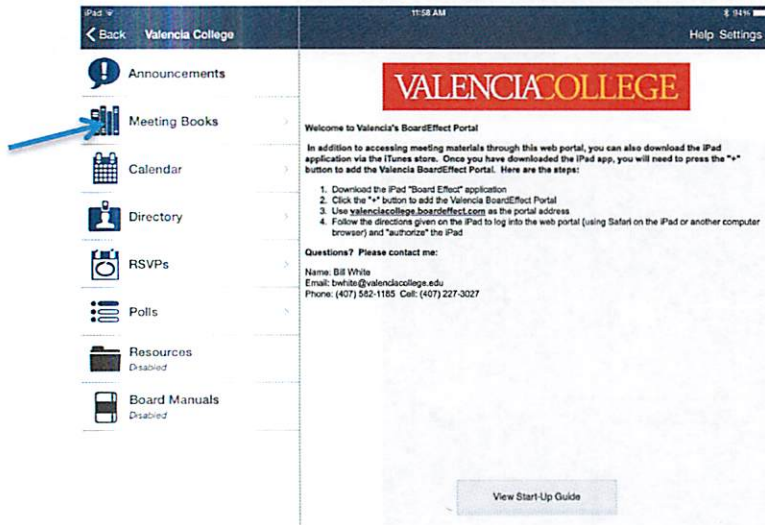 iPad
11:58 AM
94%
Back Valencia College
Help Settings
Announcements
Meeting Books
Calendar
Directory
RSVPs
Polls
Resources
Disabled
Board Manuals
Disabled
VALENCIACOLLEGE
Welcome to Valencia's BoardEffect Portal
In addition to accessing meeting materials through this web portal, you can also download the iPad
application via the iTunes store. Once you have downloaded the iPad app, you will need to press the "+"
button to add the Valencia BoardEffect Portal. Here are the steps:
1. Download the iPad "Board Effect" application
2. Click the "+" button to add the Valencia BoardEffect Portal
3. Use valenciacollege.boardeffect.com as the portal address
4. Follow the directions given on the iPad to log into the web portal (using Safari on the iPad or another computer
browser) and "authorize" the iPad
Questions? Please contact me:
Name: Bill White
Email: bwhite@valenciacollege.edu
Phone: (407) 582-1185 Cell: (407) 227-3027
View Start-Up Guide